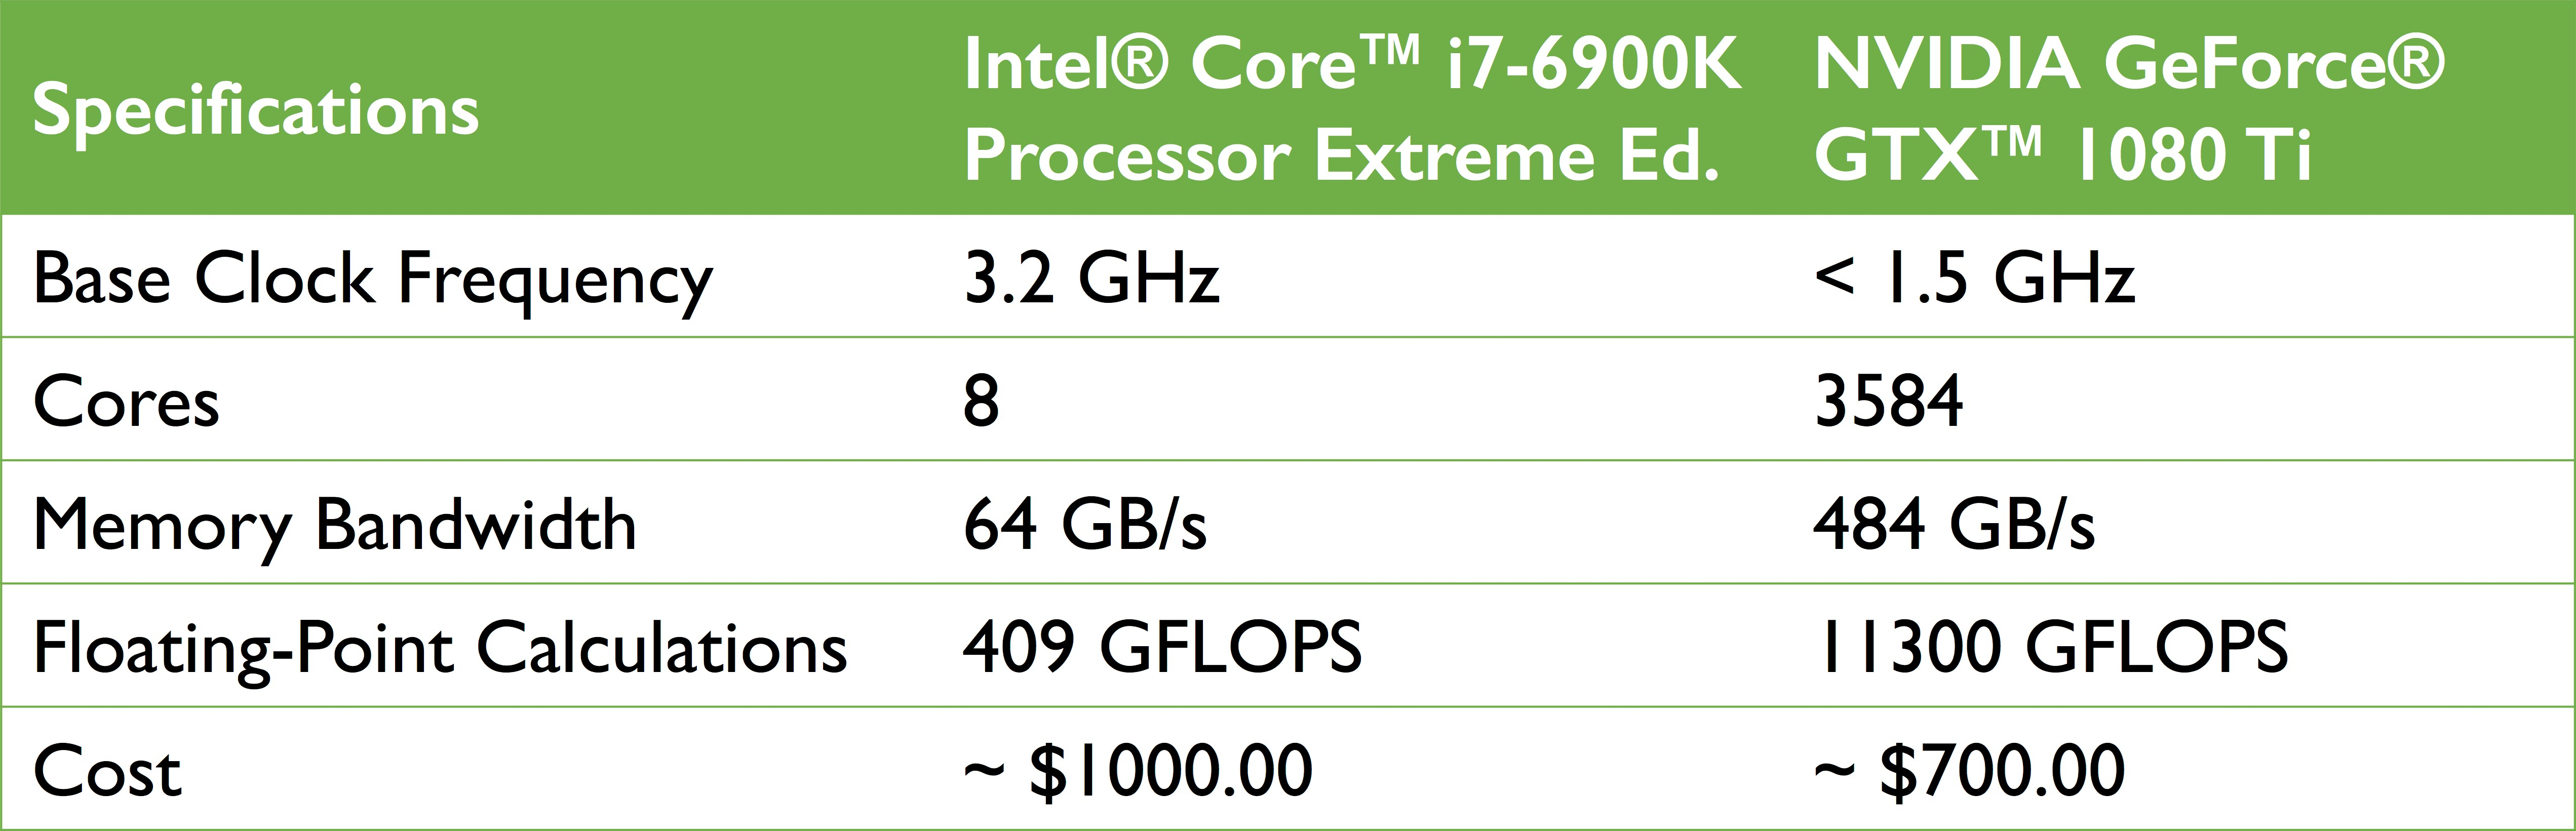 Specifications
Intel® Core™ i7-6900K
Processor Extreme Ed.
NVIDIA GeForce®
GTX™ 1080 Ti
Base Clock Frequency 3.2 GHz < 1.5 GHz
Cores 8 3584
Memory Bandwidth 64 GB/s 484 GB/s
Floating-Point Calculations 409 GFLOPS 11300 GFLOPS
Cost ~ $1000.00 ~ $700.00